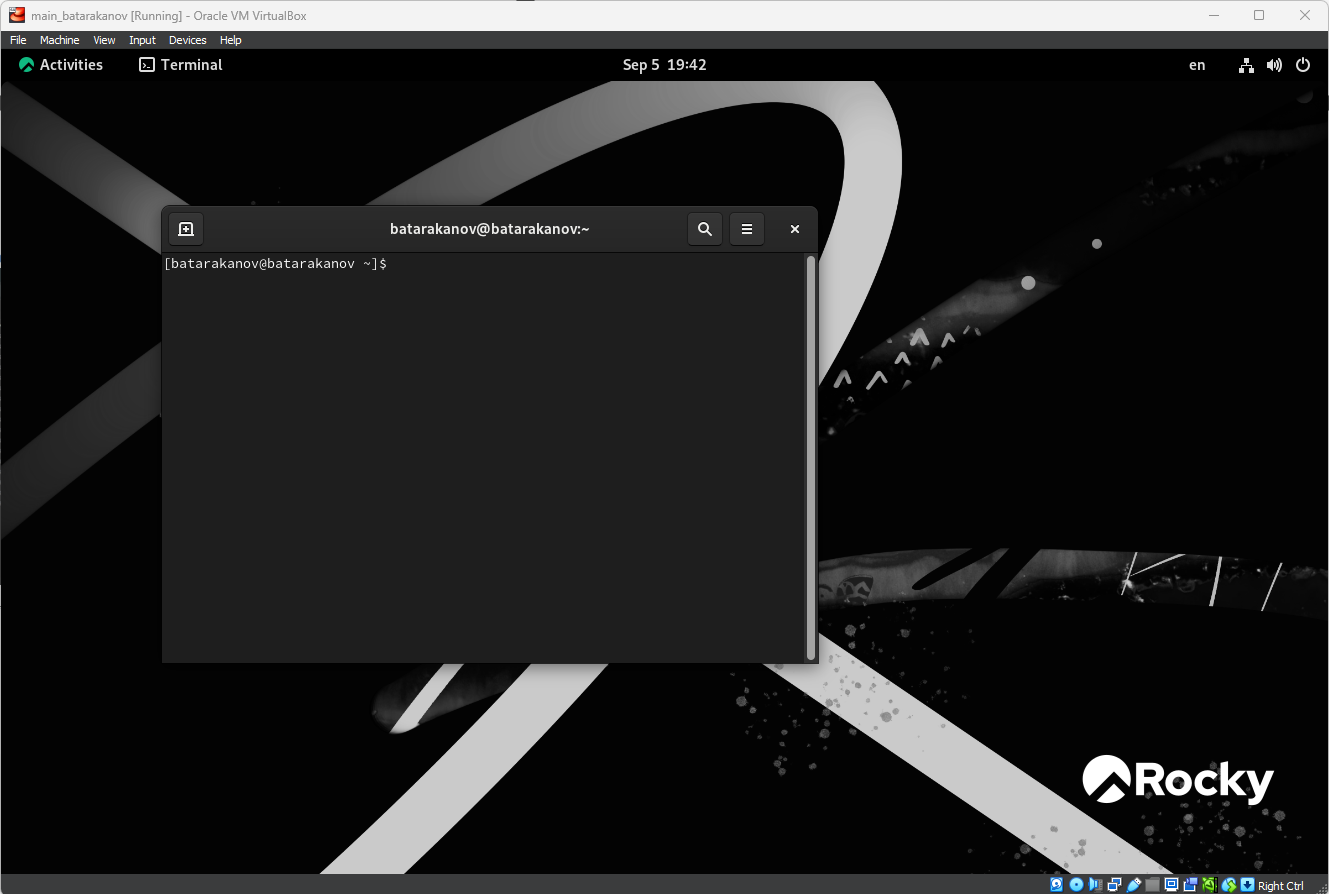 main_batarakanov [Running] - Oracle VM VirtualBox
File Machine View Input Devices Help
Activities Terminal Sep 5 19:42 en
batarakanov@batarakanov:~
[batarakanov@batarakanov ~]$
Rocky
Right Ctrl